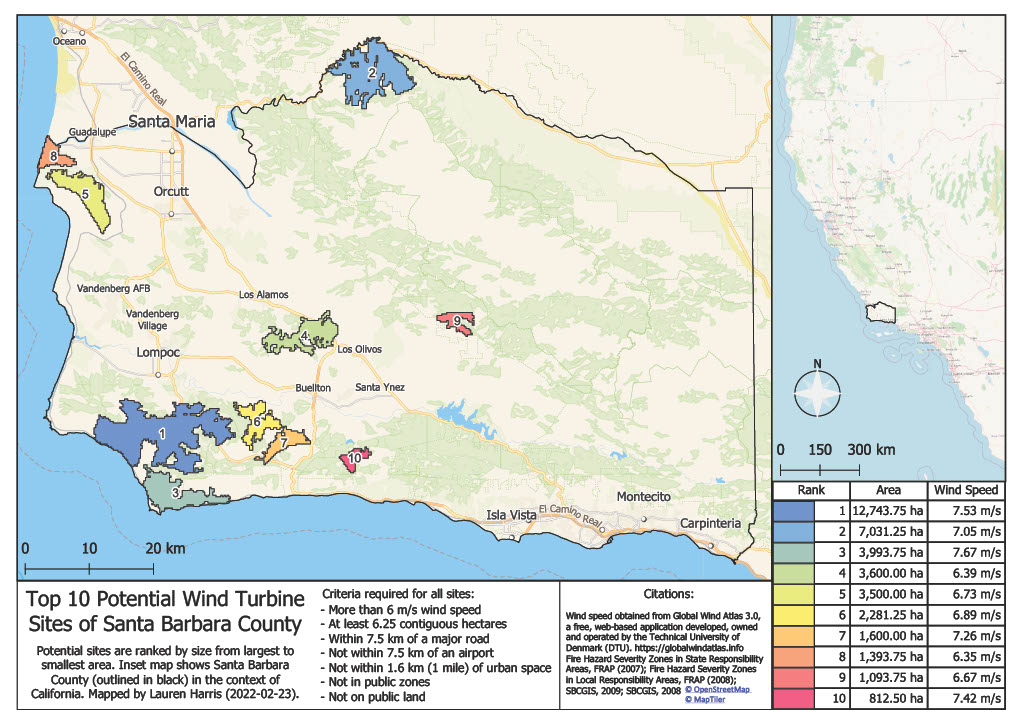 Oceano
El Camino Real
2
Guadalupe
Santa Maria
8
5
Orcutt
Vandenberg AFB
Los Alamos
Vandenberg
Village
9
4
Lompoc
Los Olivos
Buellton
Santa Ynez
1
6
7
10
3
Montecito
Isla Vista
El Camino Real
Carpinteria
0 10 20 km
N
0 150 300 km
Rank Area Wind Speed
1 12,743.75 ha 7.53 m/s
2 7,031.25 ha 7.05 m/s
3 3,993.75 ha 7.67 m/s
4 3,600.00 ha 6.39 m/s
5 3,500.00 ha 6.73 m/s
6 2,281.25 ha 6.89 m/s
7 1,600.00 ha 7.26 m/s
8 1,393.75 ha 6.35 m/s
9 1,093.75 ha 6.67 m/s
10 812.50 ha 7.42 m/s
Top 10 Potential Wind Turbine
Sites of Santa Barbara County
Potential sites are ranked by size from largest to
smallest area. Inset map shows Santa Barbara
County (outlined in black) in the context of
California. Mapped by Lauren Harris (2022-02-23).
Criteria required for all sites:
- More than 6 m/s wind speed
- At least 6.25 contiguous hectares
- Within 7.5 km of a major road
- Not within 7.5 km of an airport
- Not within 1.6 km (1 mile) of urban space
- Not in public zones
- Not on public land
Citations:
Wind speed obtained from Global Wind Atlas 3.0,
a free, web-based application developed, owned
and operated by the Technical University of
Denmark (DTU). https://globalwindatlas.info
Fire Hazard Severity Zones in State Responsibility
Areas, FRAP (2007); Fire Hazard Severity Zones
in Local Responsibility Areas, FRAP (2008);
SBCGIS, 2009; SBCGIS, 2008 © OpenStreetMap
© MapTiler